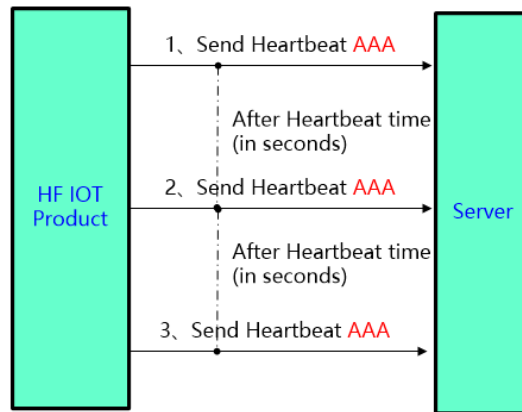 1、Send Heartbeat AAA
After Heartbeat time
(in seconds)
HF IOT
Product
2、Send Heartbeat AAA
Server
After Heartbeat time
(in seconds)
3、Send Heartbeat AAA